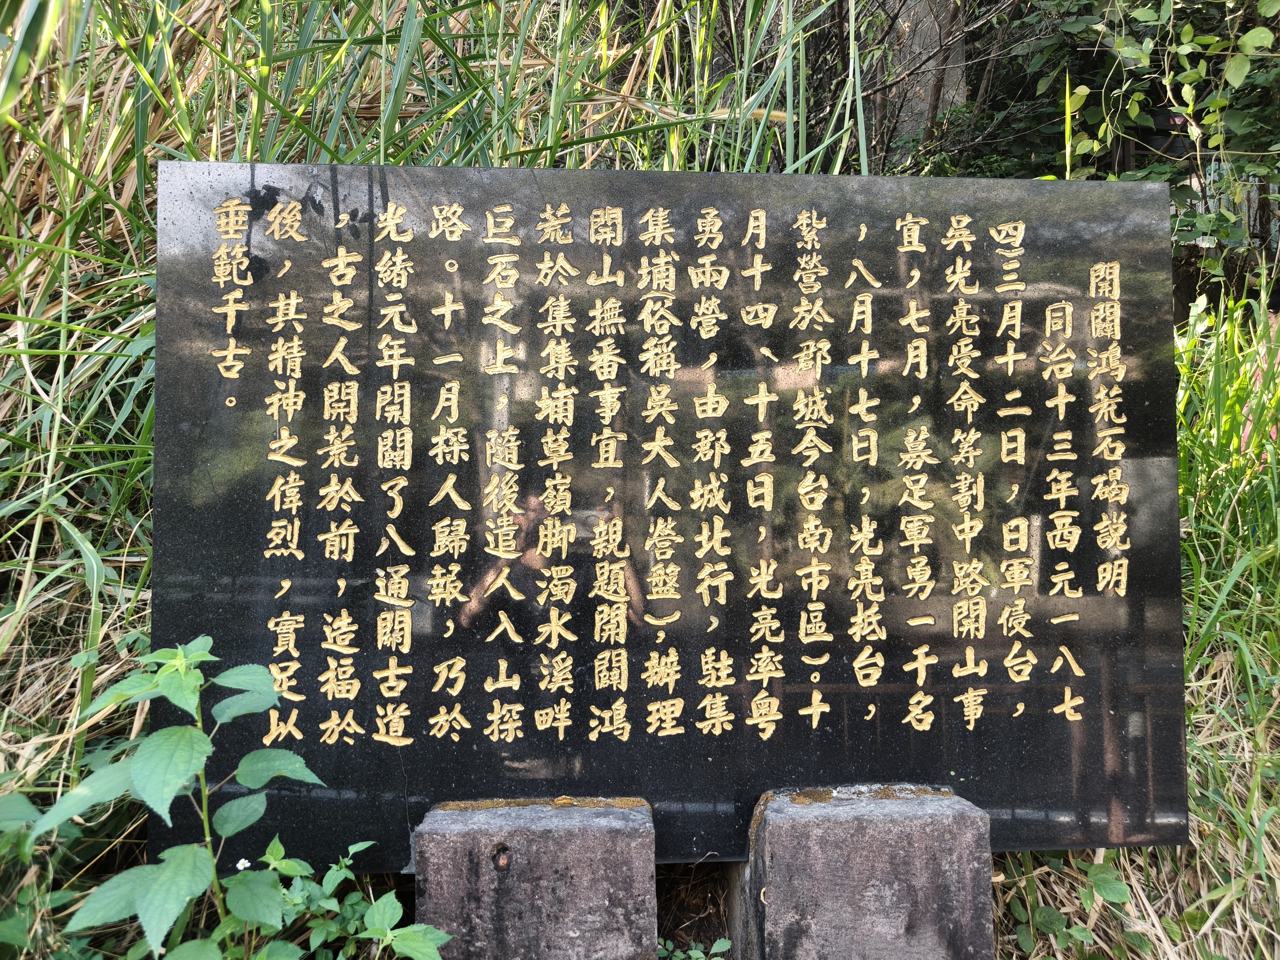 開闢鴻荒石碣說明
同治十三年西元一八七
四三月十二日，日軍侵台，
吳光亮受命籌劃中路開山事
宜，七月，募足軍勇一千名
，八月十七日，光亮抵台，
紮營於郡城今台南市區）。十
月十四、十五日，光亮率粵
勇兩營，由郡城北行，駐集
集埔俗稱吳大人營盤），辦理
開山撫番事宜，親題開闢鴻
荒於集集埔草嶺腳濁水溪畔
巨石之上，隨後遣人入山探
路。十一月探人歸報，乃於
光緒元年開闢了八通關古道
，古之人開荒於前，造福於
後，其精神之偉烈，實足以
垂範千古。